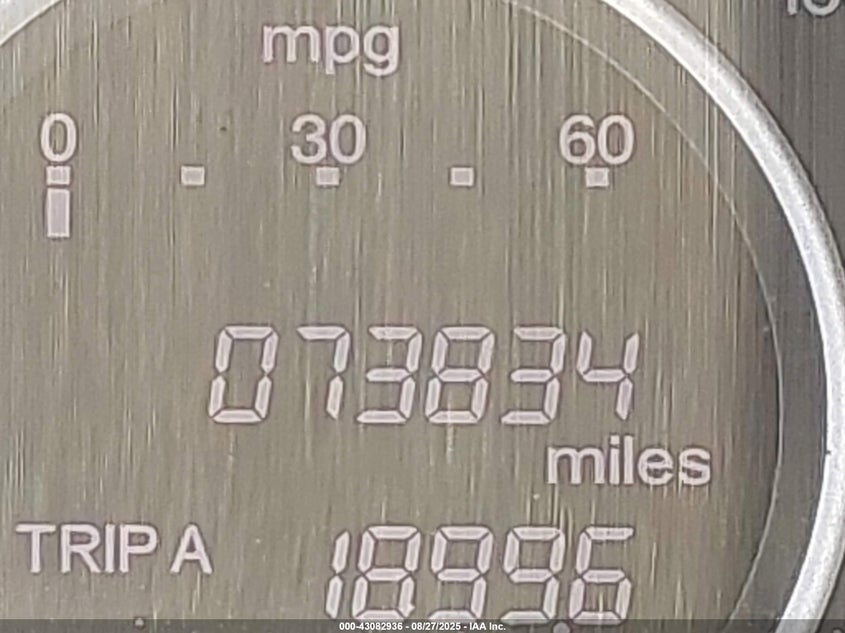 mpg
0 30 60
073834
miles
TRIP A 1899.6
000-43082936 - 08/27/2025 - IAA Inc.